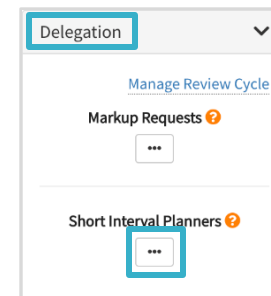 Delegation
Manage Review Cycle
Markup Requests ?
...
Short Interval Planners ?
...